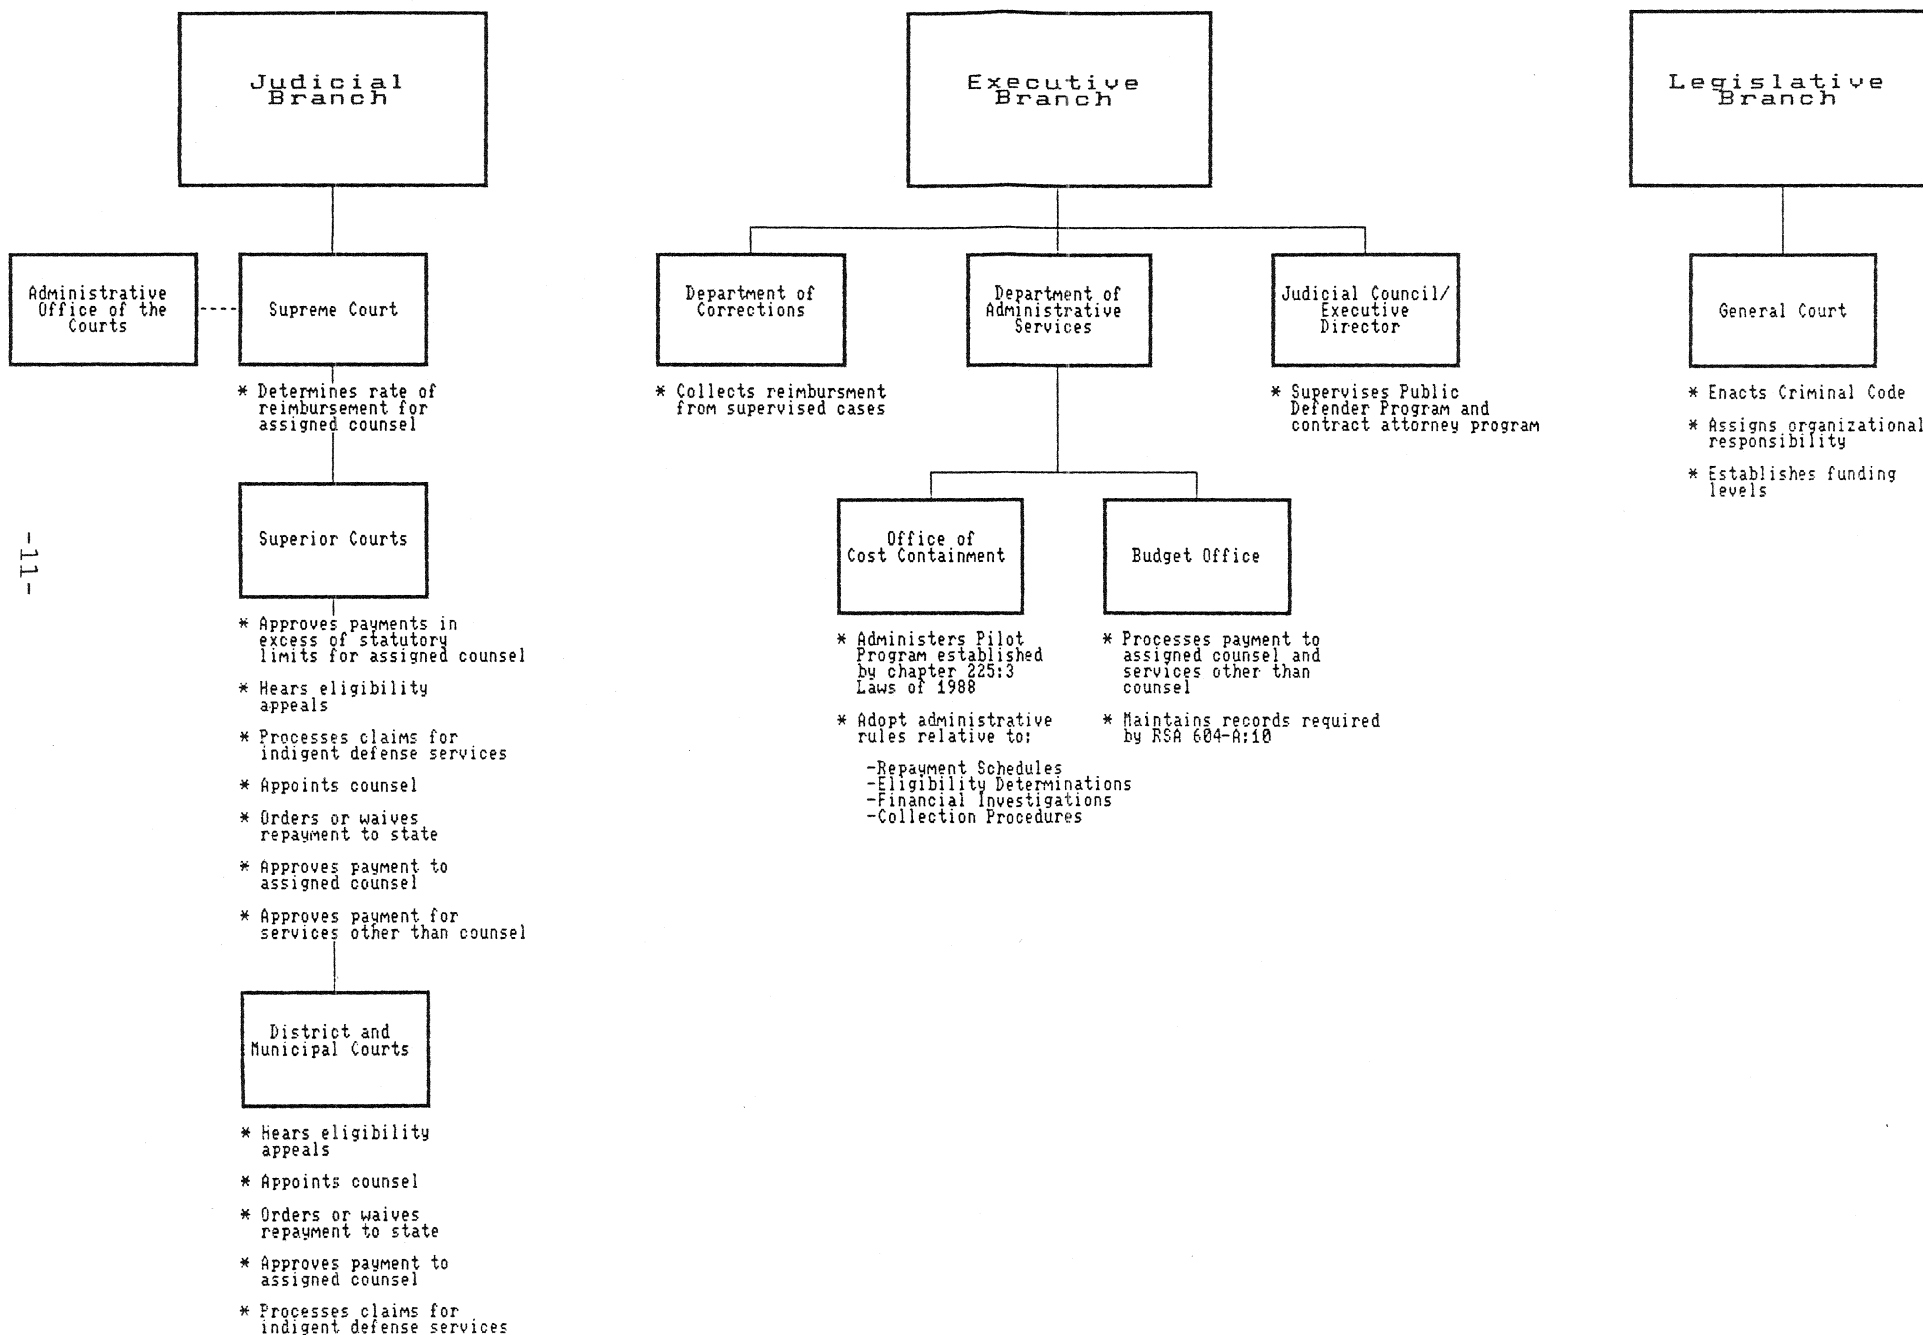 Judicial
Branch
Administrative
Office of the
Courts
Supreme Court
* Determines rate of
reimbursement for
assigned counsel
Superior Courts
* Approves payments in
excess of statutory
limits for assigned counsel
* Hears eligibility
appeals
* Processes claims for
indigent defense services
* Appoints counsel
* Orders or waives
repayment to state
* Approves payment to
assigned counsel
* Approves payment for
services other than counsel
District and
Municipal Courts
* Hears eligibility
appeals
* Appoints counsel
* Orders or waives
repayment to state
* Approves payment to
assigned counsel
* Processes claims for
indigent defense services
Executive
Branch
Department of
Corrections
* Collects reimbursment
from supervised cases
Department of
Administrative
Services
Judicial Council/
Executive
Director
* Supervises Public
Defender Program and
contract attorney program
Office of
Cost Containment
* Administers Pilot
Program established
by chapter 225:3
Laws of 1988
* Adopt administrative
rules relative to:
-Repayment Schedules
-Eligibility Determinations
-Financial Investigations
-Collection Procedures
Budget Office
* Processes payment to
assigned counsel and
services other than
counsel
* Maintains records required
by RSA 604-A:10
Legislative
Branch
General Court
* Enacts Criminal Code
* Assigns organizational
responsibility
* Establishes funding
levels
-11-